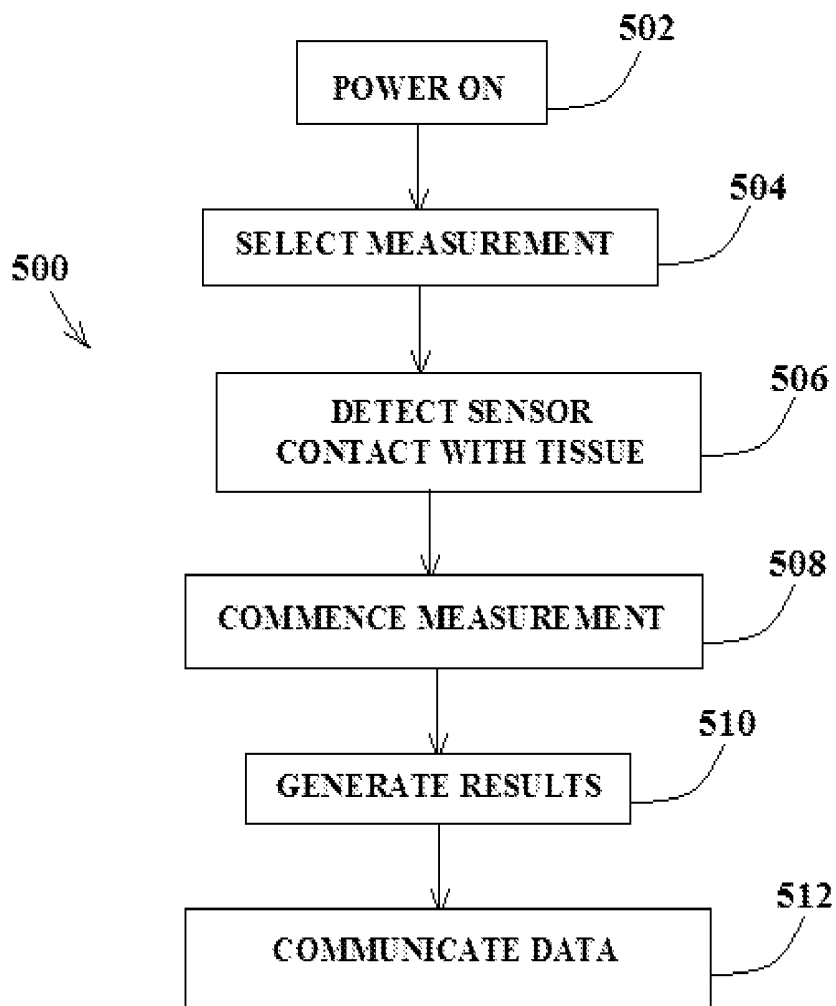 502
POWER ON
504
SELECT MEASUREMENT
500
506
DETECT SENSOR
CONTACT WITH TISSUE
508
COMMENCE MEASUREMENT
510
GENERATE RESULTS
512
COMMUNICATE DATA